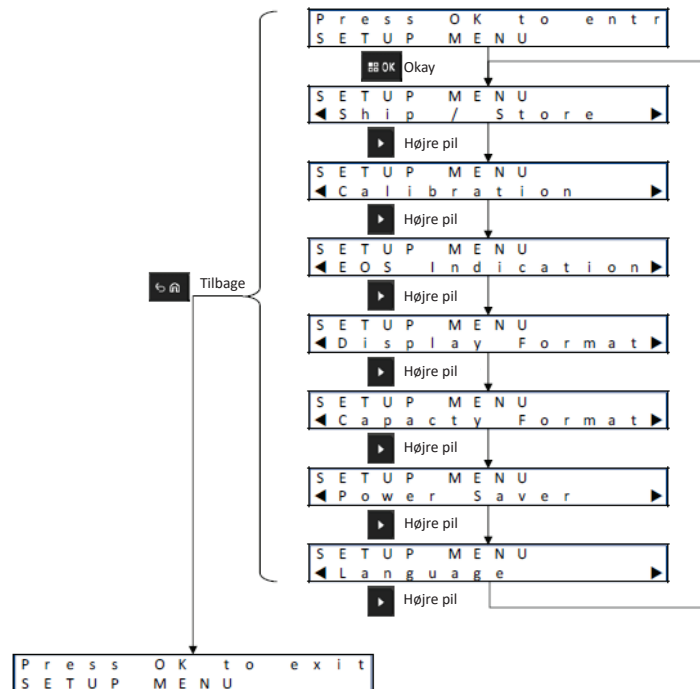 Press OK to entr
SETUP MENU
OK Okay
SETUP MENU
◀Ship / Store ▶
Højre pil
SETUP MENU
◀Calibration ▶
Højre pil
SETUP MENU
◀EOS Indication▶
Højre pil
Tilbage
SETUP MENU
◀Display Format▶
Højre pil
SETUP MENU
◀Capacty Format▶
Højre pil
SETUP MENU
◀Power Saver ▶
Højre pil
SETUP MENU
◀Language ▶
Højre pil
Press OK to exit
SETUP MENU